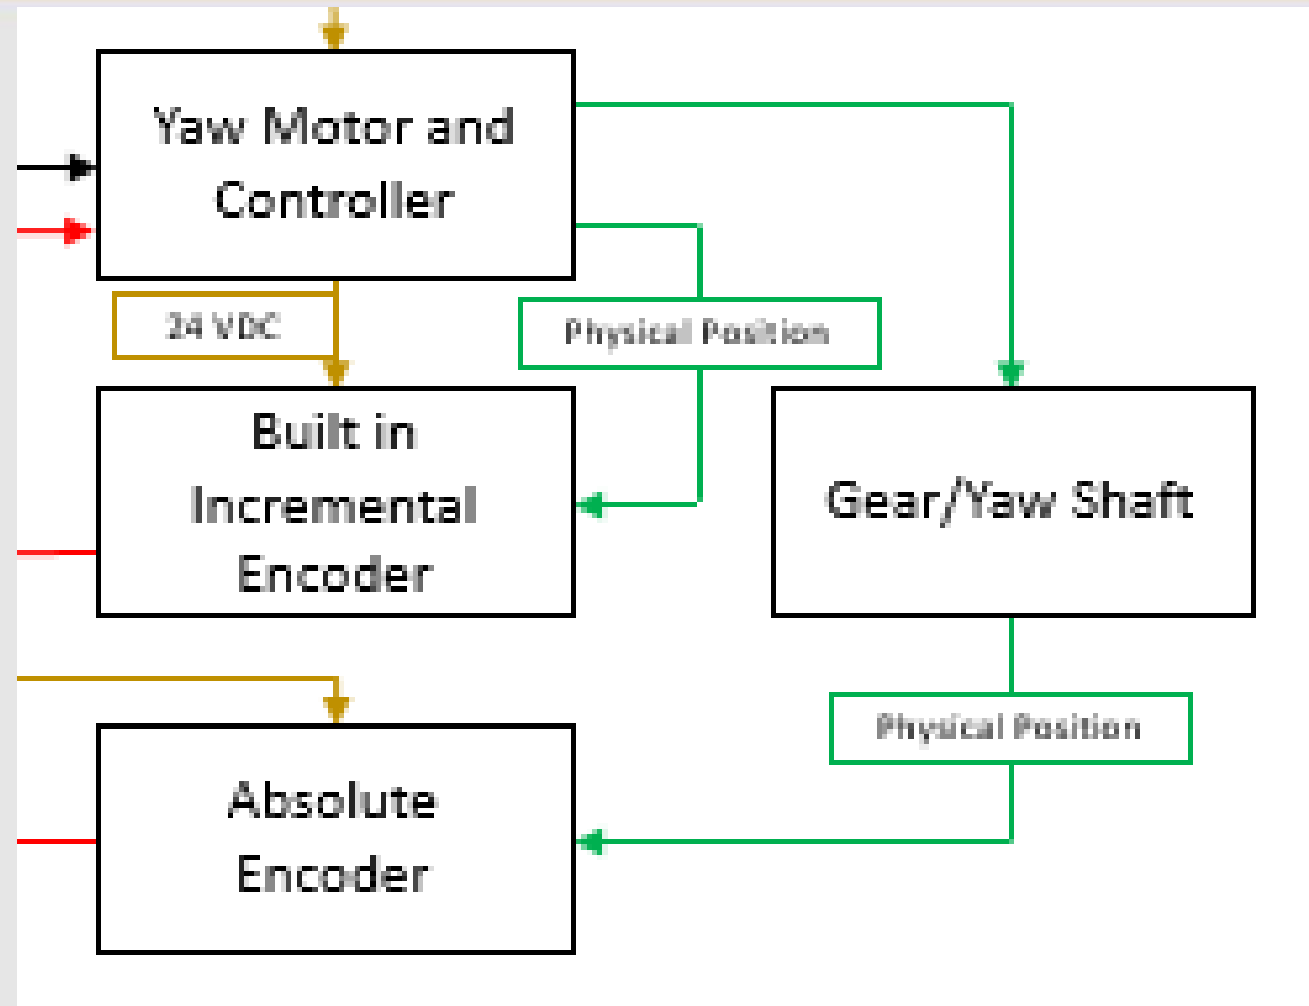 Yaw Motor and
Controller
24 VDC
Physical Position
Built in
Incremental
Encoder
Gear/Yaw Shaft
Physical Position
Absolute
Encoder